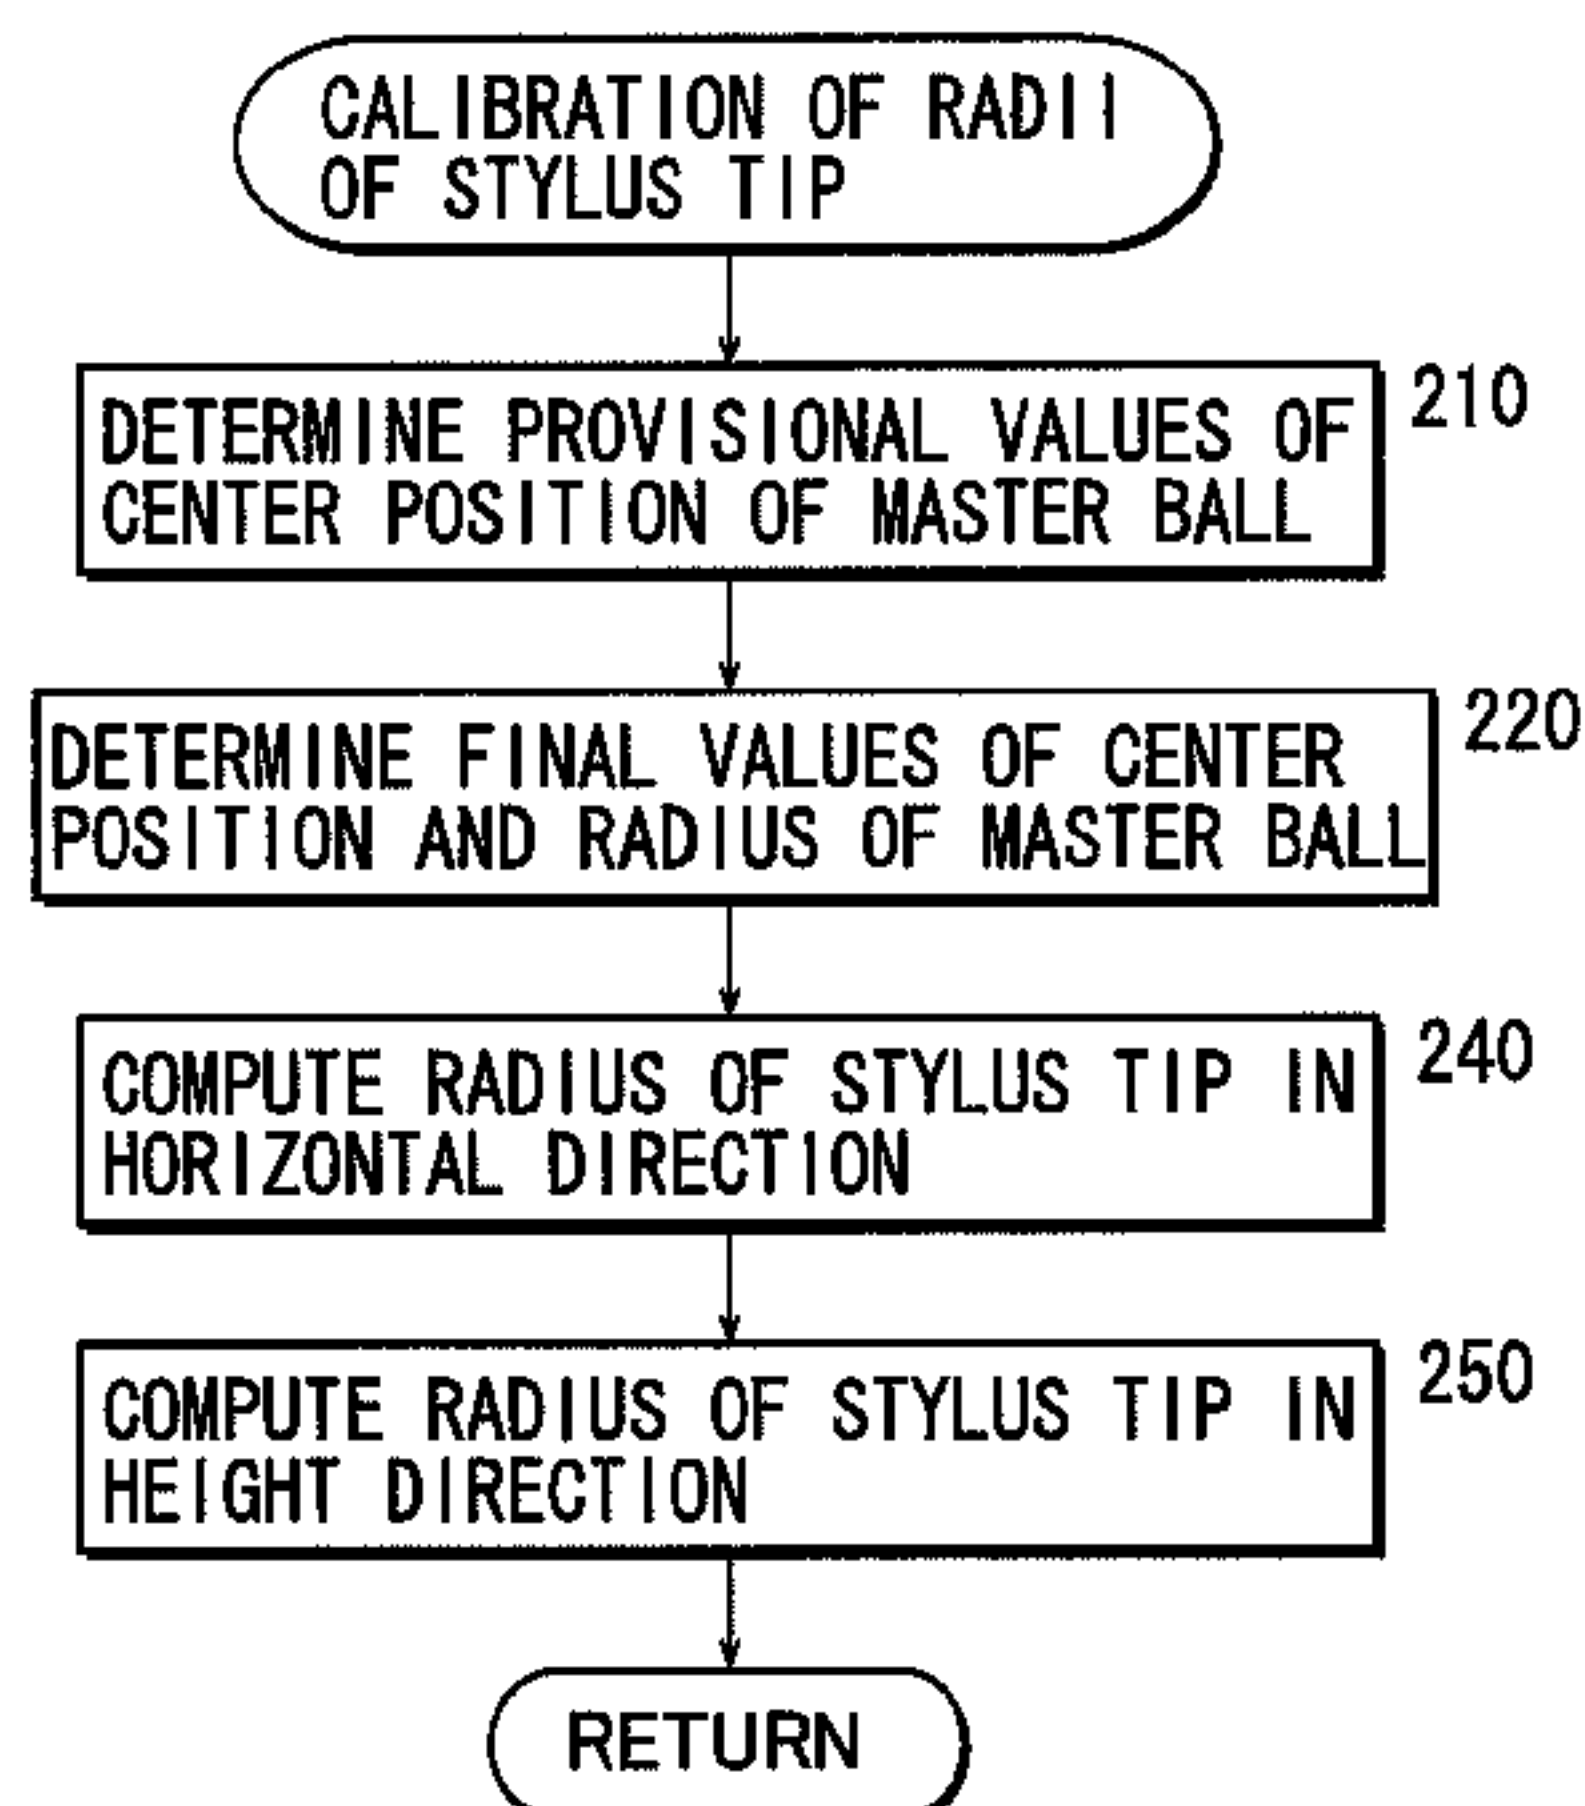 CALIBRATION OF RADII
OF STYLUS TIP
DETERMINE PROVISIONAL VALUES OF
CENTER POSITION OF MASTER BALL
210
DETERMINE FINAL VALUES OF CENTER
POSITION AND RADIUS OF MASTER BALL
220
COMPUTE RADIUS OF STYLUS TIP IN
HORIZONTAL DIRECTION
240
COMPUTE RADIUS OF STYLUS TIP IN
HEIGHT DIRECTION
250
RETURN